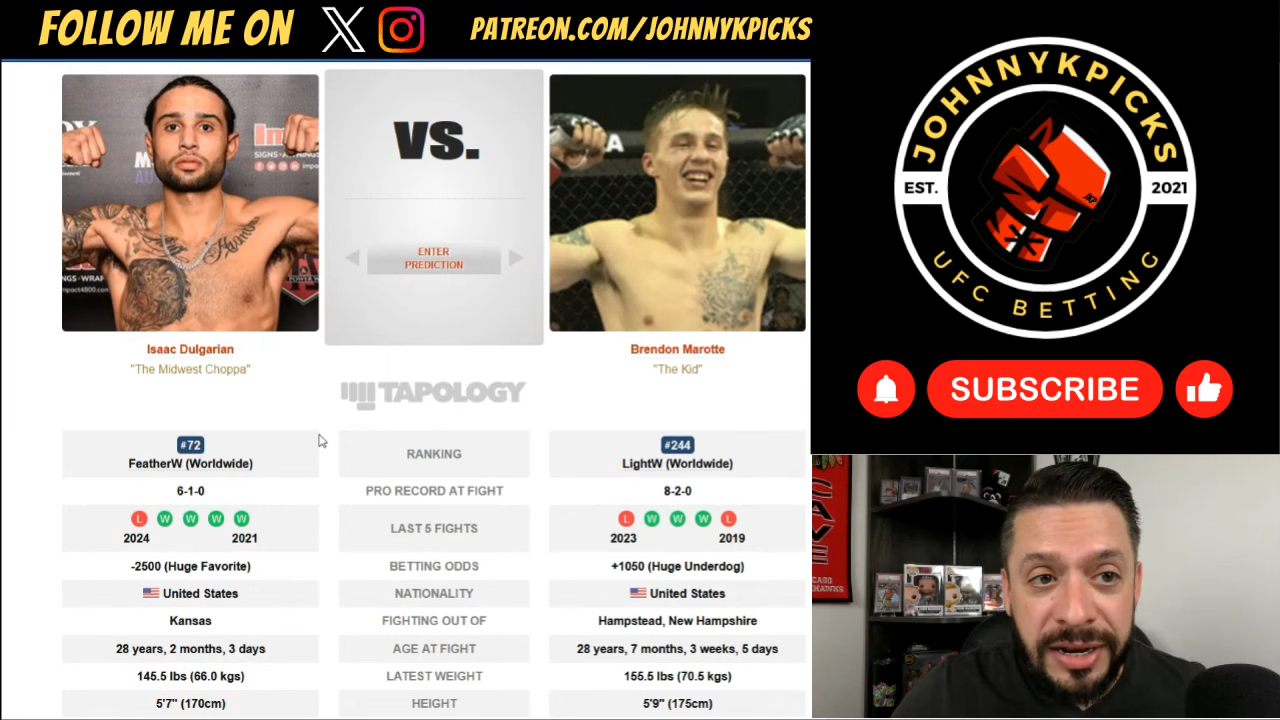 FOLLOW ME ON
PATREON.COM/JOHNNYKPICKS
VS.
ENTER
PREDICTION
Isaac Dulgarian
"The Midwest Choppa"
Brendon Marotte
"The Kid"
TAPOLOGY
#72
FeatherW (Worldwide)
RANKING
#244
LightW (Worldwide)
6-1-0
PRO RECORD AT FIGHT
8-2-0
L W W W W
2024 2021
LAST 5 FIGHTS
L W W W L
2023 2019
-2500 (Huge Favorite)
BETTING ODDS
+1050 (Huge Underdog)
United States
NATIONALITY
United States
Kansas
FIGHTING OUT OF
Hampstead, New Hampshire
28 years, 2 months, 3 days
AGE AT FIGHT
28 years, 7 months, 3 weeks, 5 days
145.5 lbs (66.0 kgs)
LATEST WEIGHT
155.5 lbs (70.5 kgs)
5'7" (170cm)
HEIGHT
5'9" (175cm)
JOHNNYKPICKS
EST.
2021
JKP
UFC BETTING
SUBSCRIBE